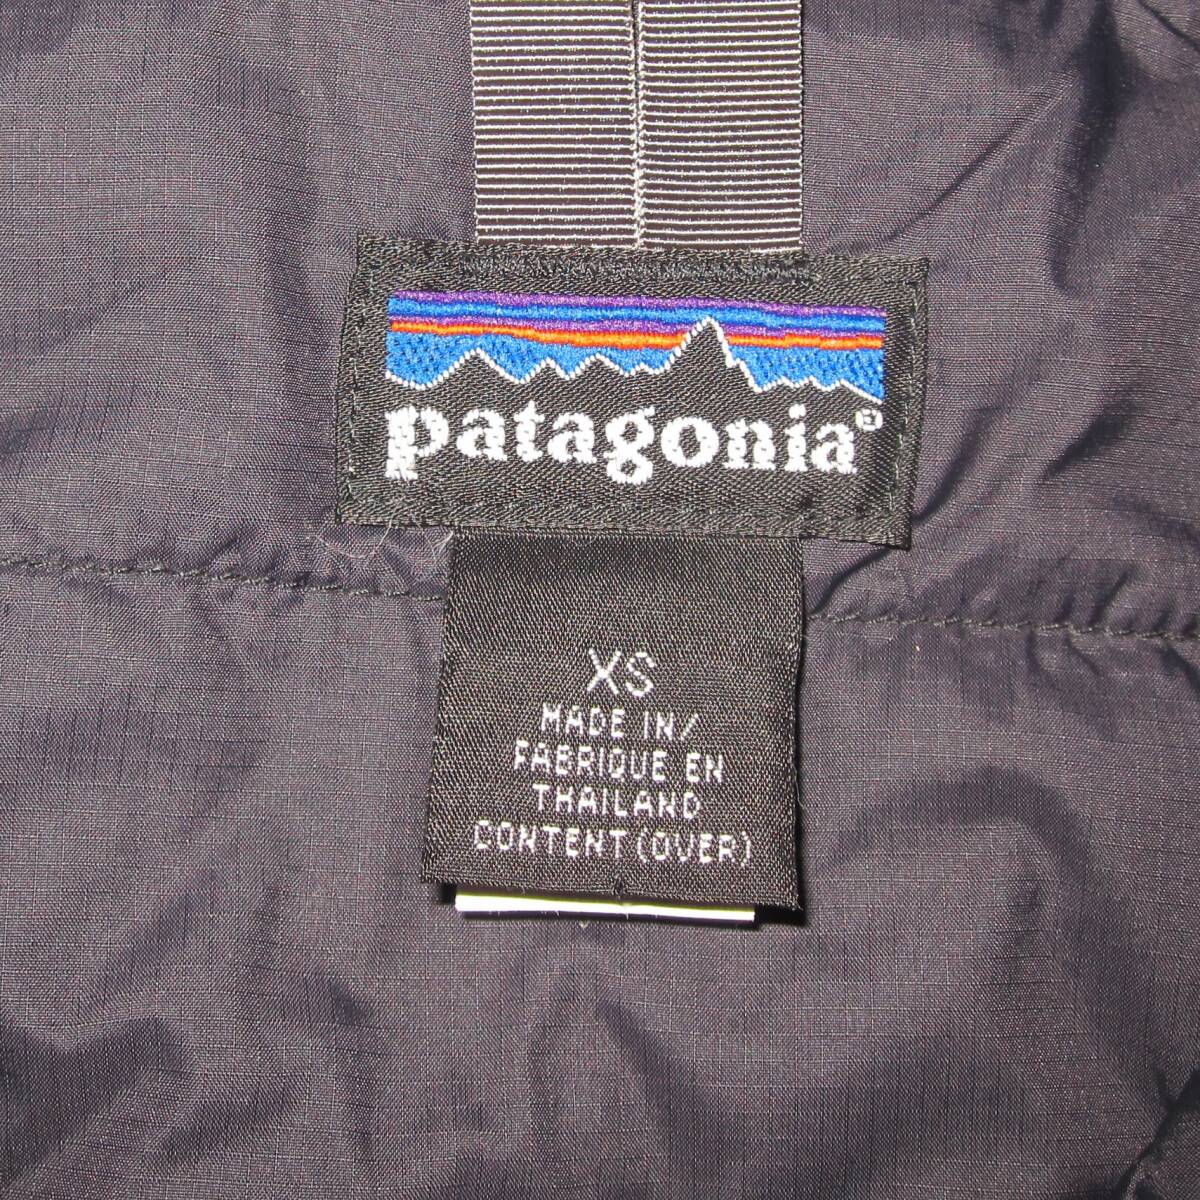 patagonia®
XS
MADE IN/
FABRIQUE EN
THAILAND
CONTENT (OVER)